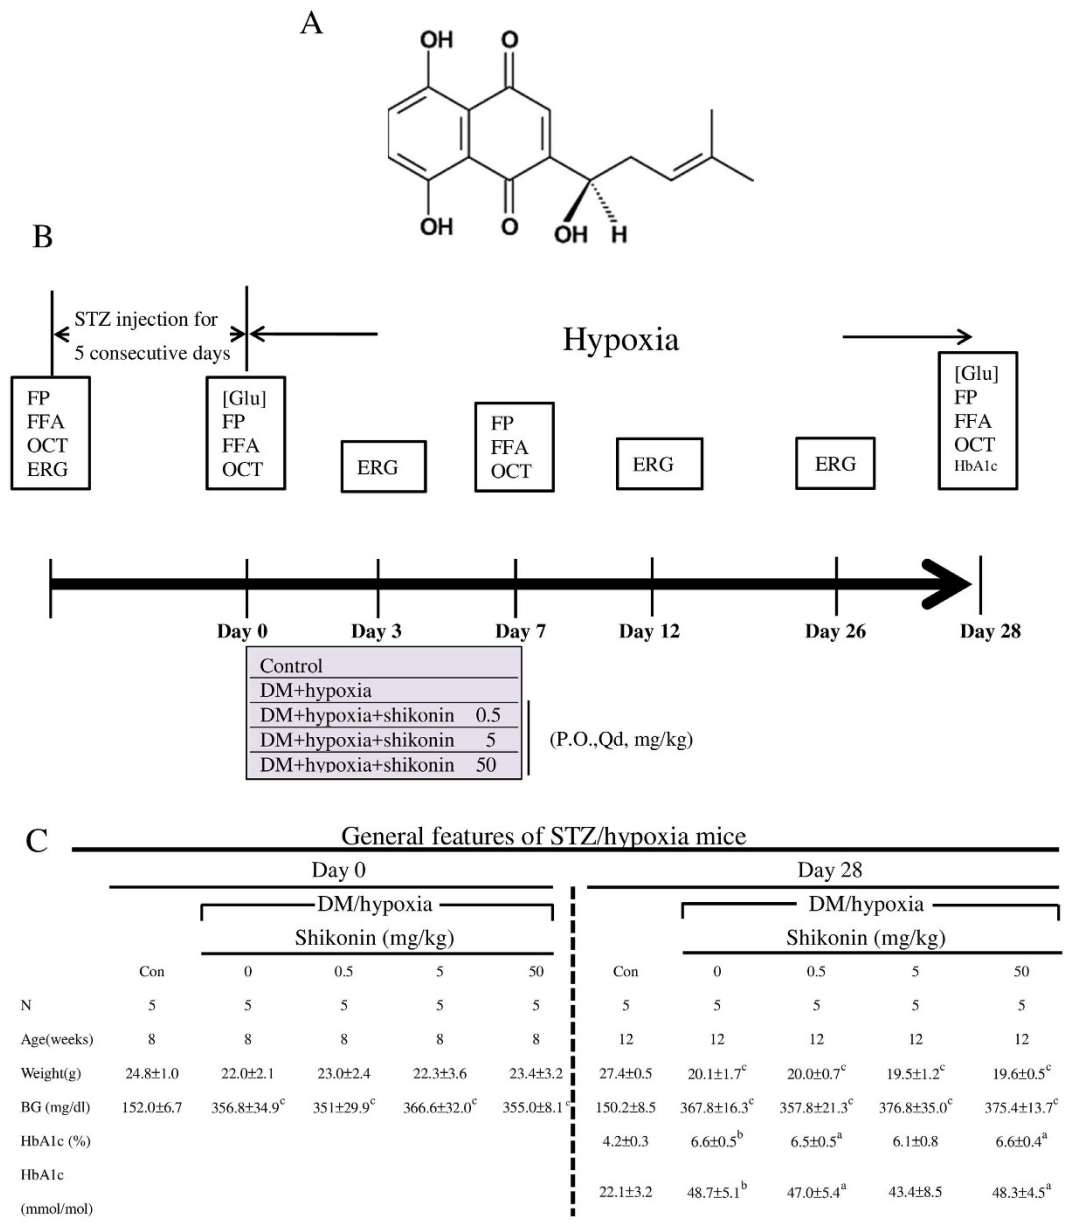 A
OH O
OH O OH H
B
STZ injection for
5 consecutive days
Hypoxia
FP
FFA
OCT
ERG
[Glu]
FP
FFA
OCT
ERG
FP
FFA
OCT
ERG
ERG
[Glu]
FP
FFA
OCT
HbA1c
Day 0 Day 3 Day 7 Day 12 Day 26 Day 28
Control
DM+hypoxia
DM+hypoxia+shikonin 0.5
DM+hypoxia+shikonin 5
DM+hypoxia+shikonin 50
(P.O.,Qd, mg/kg)
C
General features of STZ/hypoxia mice
Day 0 Day 28
DM/hypoxia DM/hypoxia
Shikonin (mg/kg) Shikonin (mg/kg)
Con 0 0.5 5 50 Con 0 0.5 5 50
N 5 5 5 5 5 5 5 5 5 5
Age(weeks) 8 8 8 8 8 12 12 12 12 12
Weight(g) 24.8±1.0 22.0±2.1 23.0±2.4 22.3±3.6 23.4±3.2 27.4±0.5 20.1±1.7c 20.0±0.7c 19.5±1.2c 19.6±0.5c
BG (mg/dl) 152.0±6.7 356.8±34.9c 351±29.9c 366.6±32.0c 355.0±8.1c 150.2±8.5 367.8±16.3c 357.8±21.3c 376.8±35.0c 375.4±13.7c
HbA1c (%) 4.2±0.3 6.6±0.5b 6.5±0.5a 6.1±0.8 6.6±0.4a
HbA1c
(mmol/mol) 22.1±3.2 48.7±5.1b 47.0±5.4a 43.4±8.5 48.3±4.5a